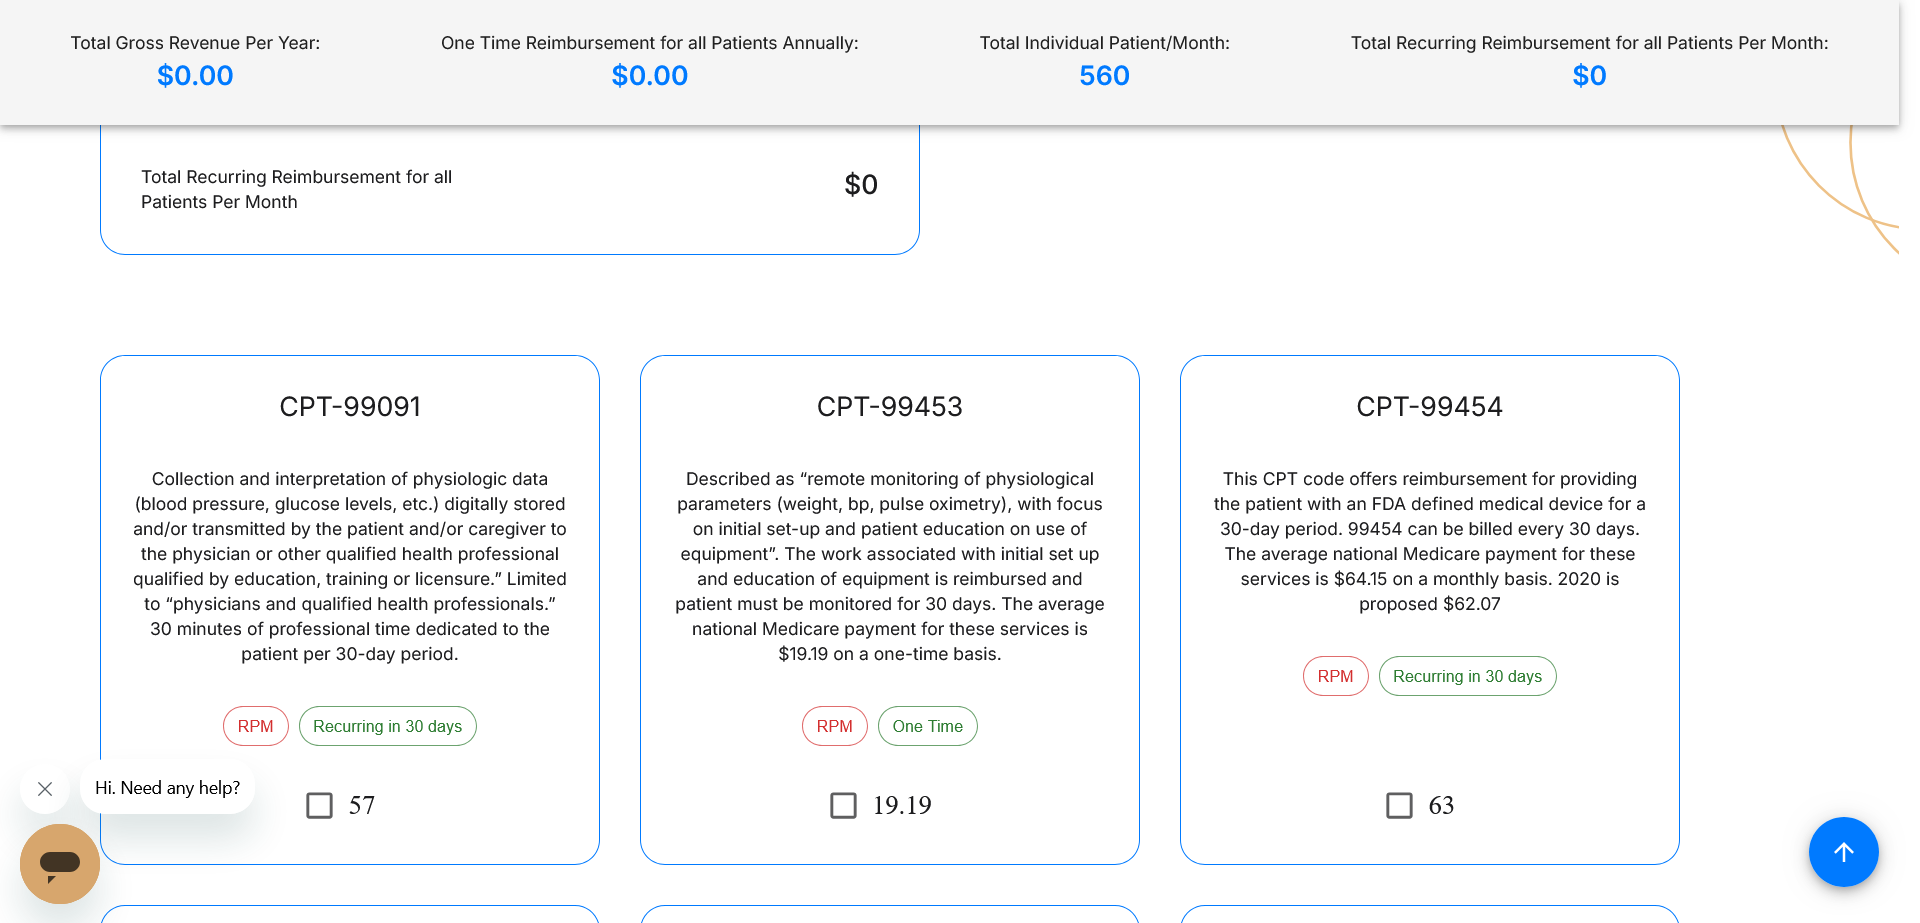 Total Gross Revenue Per Year:
$0.00
One Time Reimbursement for all Patients Annually:
$0.00
Total Individual Patient/Month:
560
Total Recurring Reimbursement for all Patients Per Month:
$0
Total Recurring Reimbursement for all
Patients Per Month
$0
CPT-99091
Collection and interpretation of physiologic data
(blood pressure, glucose levels, etc.) digitally stored
and/or transmitted by the patient and/or caregiver to
the physician or other qualified health professional
qualified by education, training or licensure.” Limited
to “physicians and qualified health professionals.”
30 minutes of professional time dedicated to the
patient per 30-day period.
RPM
Recurring in 30 days
57
CPT-99453
Described as “remote monitoring of physiological
parameters (weight, bp, pulse oximetry), with focus
on initial set-up and patient education on use of
equipment”. The work associated with initial set up
and education of equipment is reimbursed and
patient must be monitored for 30 days. The average
national Medicare payment for these services is
$19.19 on a one-time basis.
RPM
One Time
19.19
CPT-99454
This CPT code offers reimbursement for providing
the patient with an FDA defined medical device for a
30-day period. 99454 can be billed every 30 days.
The average national Medicare payment for these
services is $64.15 on a monthly basis. 2020 is
proposed $62.07
RPM
Recurring in 30 days
63
Hi. Need any help?